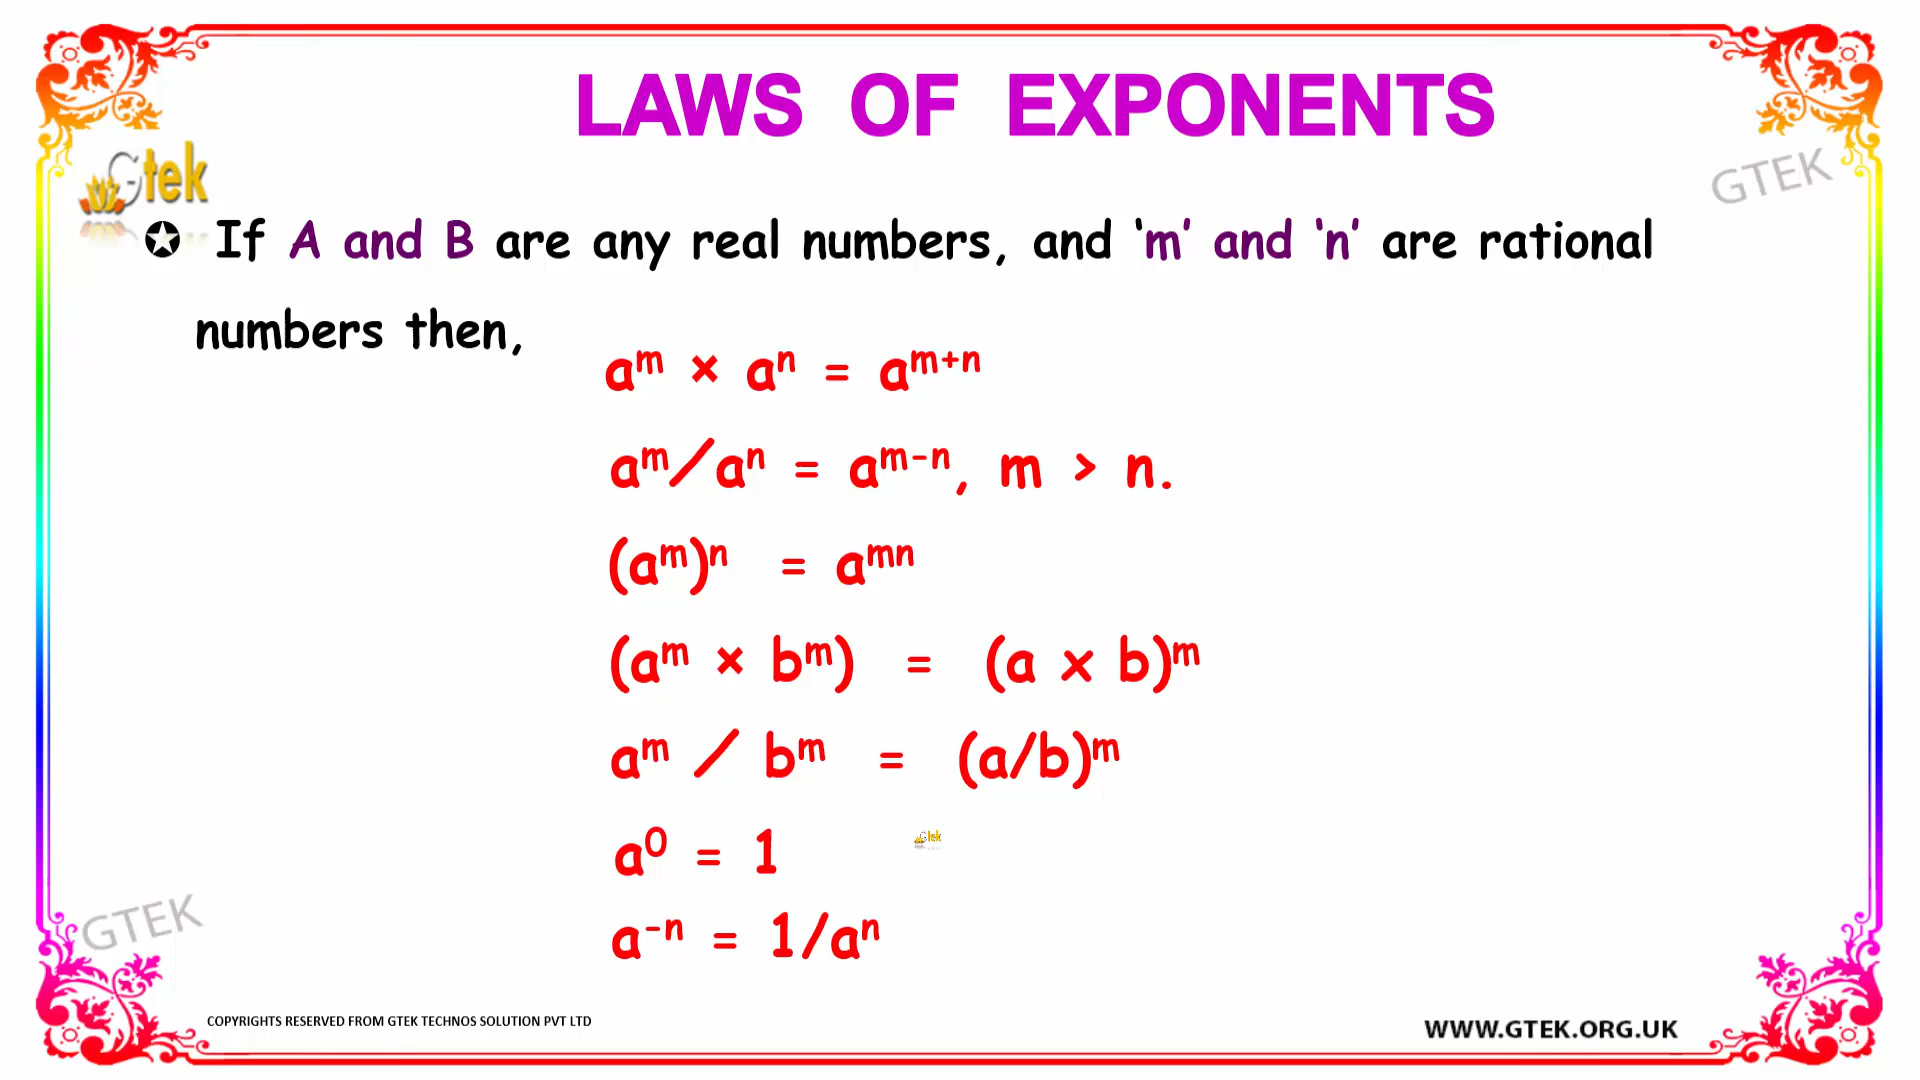 LAWS OF EXPONENTS
Gtek
GTEK
✪ If A and B are any real numbers, and ‘m’ and ‘n’ are rational
numbers then,
aᵐ × aⁿ = aᵐ⁺ⁿ
aᵐ/aⁿ = aᵐ⁻ⁿ, m > n.
(aᵐ)ⁿ = aᵐⁿ
(aᵐ × bᵐ) = (a x b)ᵐ
aᵐ / bᵐ = (a/b)ᵐ
a⁰ = 1
Gtek
a⁻ⁿ = 1/aⁿ
GTEK
COPYRIGHTS RESERVED FROM GTEK TECHNOS SOLUTION PVT LTD
WWW.GTEK.ORG.UK